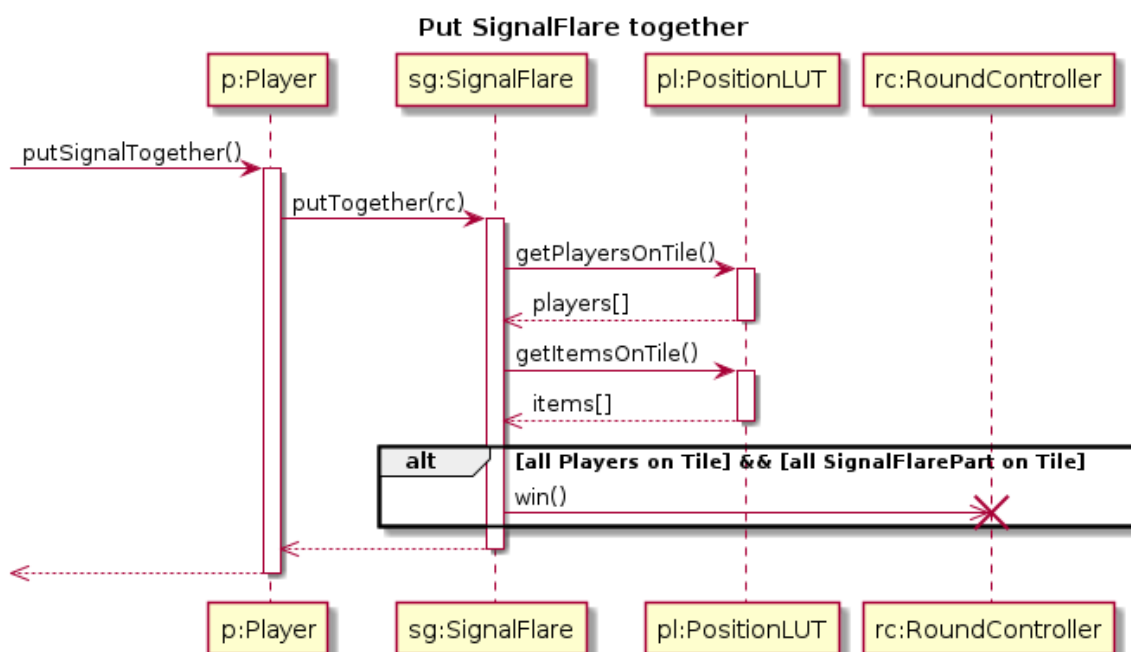 Put SignalFlare together
p:Player
sg:SignalFlare
pl:PositionLUT
rc:RoundController
putSignalTogether()
putTogether(rc)
getPlayersOnTile()
players[]
getItemsOnTile()
items[]
alt
[all Players on Tile] && [all SignalFlarePart on Tile]
win()
p:Player
sg:SignalFlare
pl:PositionLUT
rc:RoundController